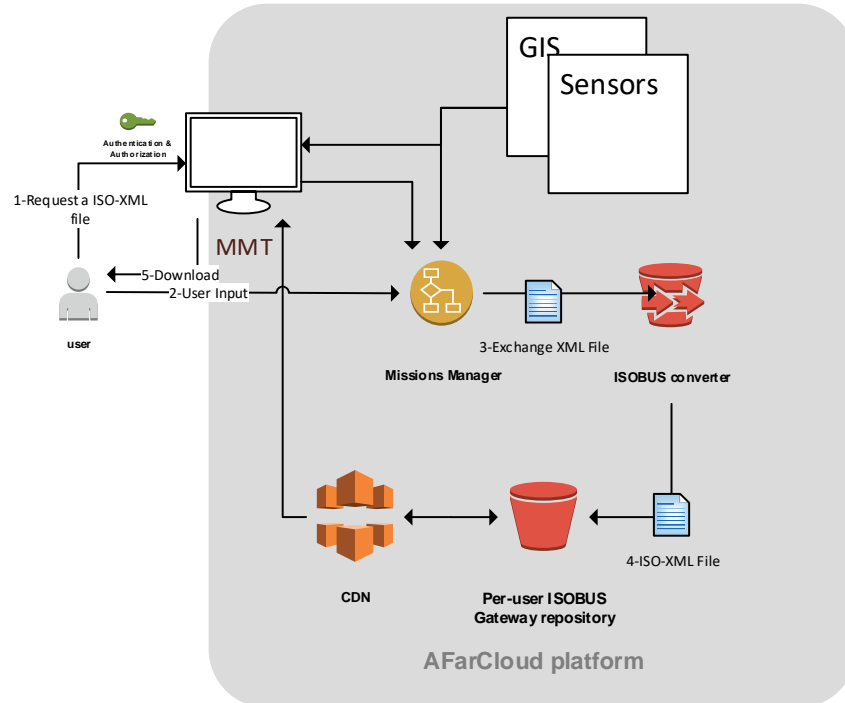 GIS
Sensors
Authentication &
Authorization
1-Request a ISO-XML
file
MMT
5-Download
2-User Input
user
3-Exchange XML File
Missions Manager
ISOBUS converter
4-ISO-XML File
CDN
Per-user ISOBUS
Gateway repository
AFarCloud platform